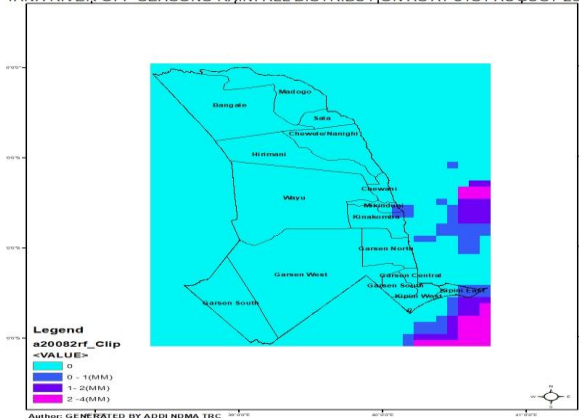 Bangale
Madogo
Sala
Chewele/Nanighi
Hirimani
Chewani
Wayu
Mikinduni
Kinakomba
Garsen North
Garsen West
Garsen Central
Garsen South
Kipini West
Kipini East
Garsen South
Legend
a20082rf_Clip
<VALUE>
0
0 - 1(MM)
1- 2(MM)
2 -4(MM)
Author: GENERATED BY ADDI NDMA TRC